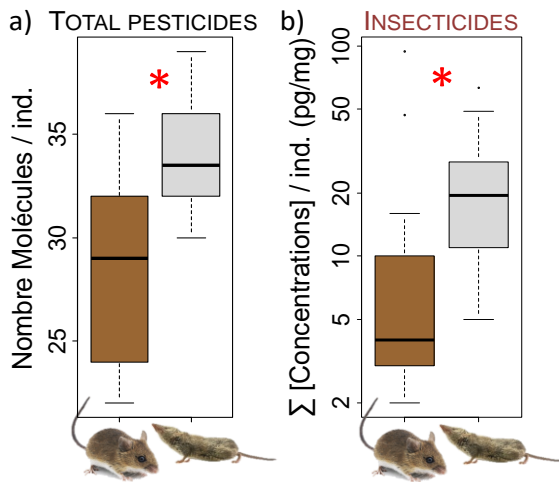 a) TOTAL PESTICIDES
Nombre Molécules / ind.
35
30
25
*
b) INSECTICIDES
Σ [Concentrations] / ind. (pg/mg)
100
50
20
10
5
2
*